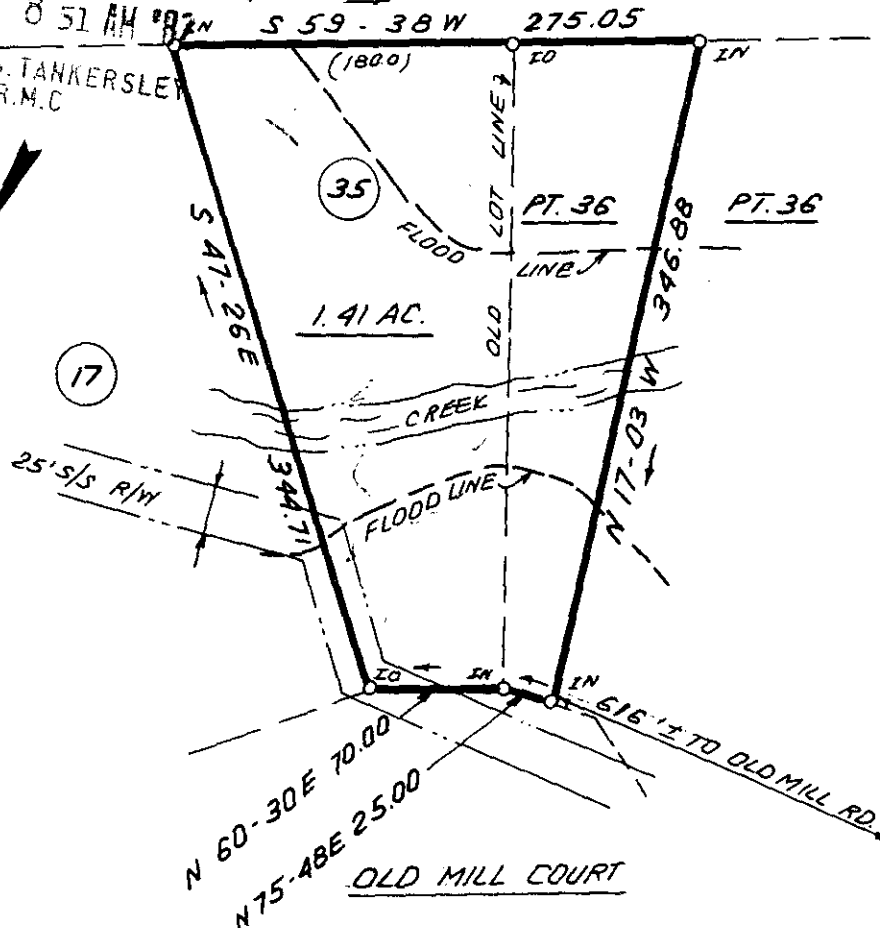 8 51 AM '83
S 59-38 W 275.05
IN
IO
IN
(180.0)
TANKERSLEY
R.M.C
35
OLD LOT LINE
PT. 36
PT. 36
FLOOD LINE
S 47-26 E 344.71
346.88
N 17-03 W
1.41 AC.
17
CREEK
25' S/S R/W
FLOOD LINE
IO
IN
IN
616'± TO OLD MILL RD.
N 60-30 E 70.00
N 75-48 E 25.00
OLD MILL COURT